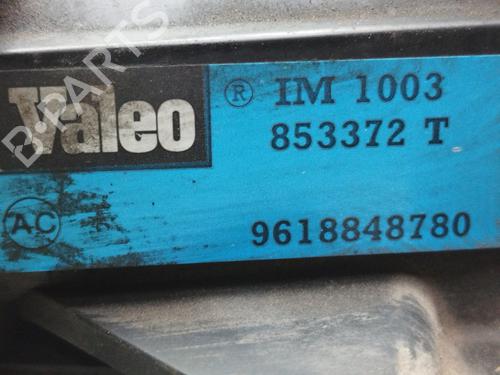 Valeo ® IM 1003
853372 T
AC 9618848780
B-PARTS